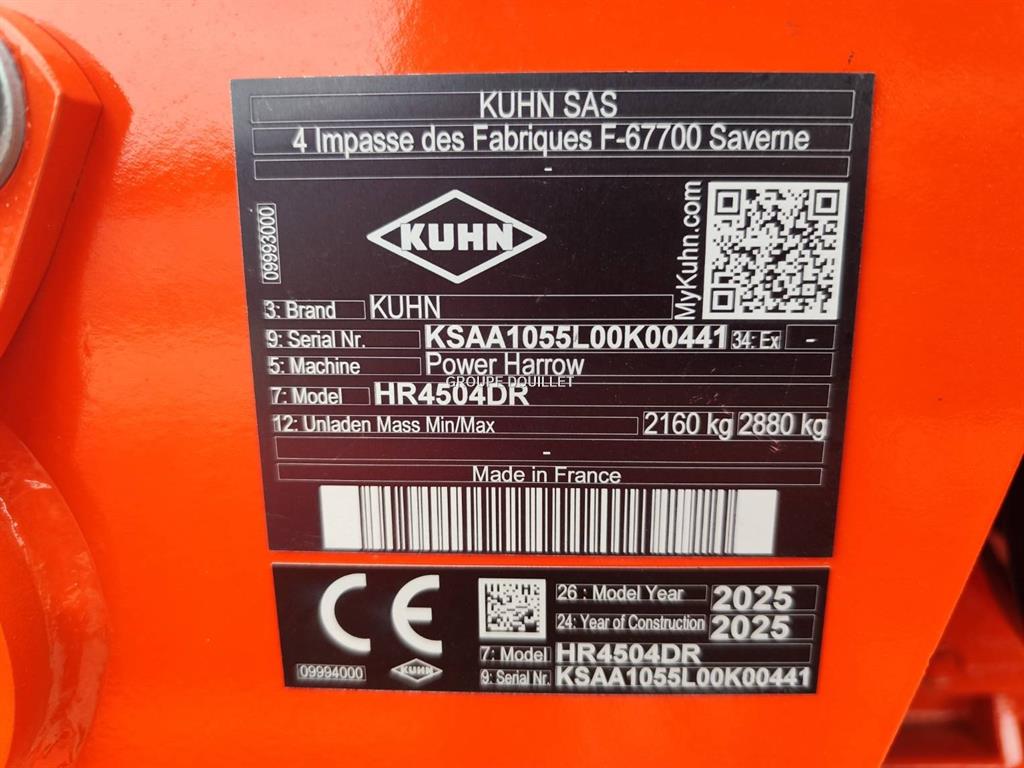 KUHN SAS
4 Impasse des Fabriques F-67700 Saverne
-
09993000
KUHN
MyKuhn.com
3: Brand KUHN
9: Serial Nr. KSAA1055L00K00441 34: Ex -
5: Machine Power Harrow
GROUPE DOUILLET
7: Model HR4504DR
12: Unladen Mass Min/Max 2160 kg 2880 kg
-
Made in France
CE
26 : Model Year 2025
24: Year of Construction 2025
7: Model HR4504DR
09994000 KUHN 9: Serial Nr. KSAA1055L00K00441